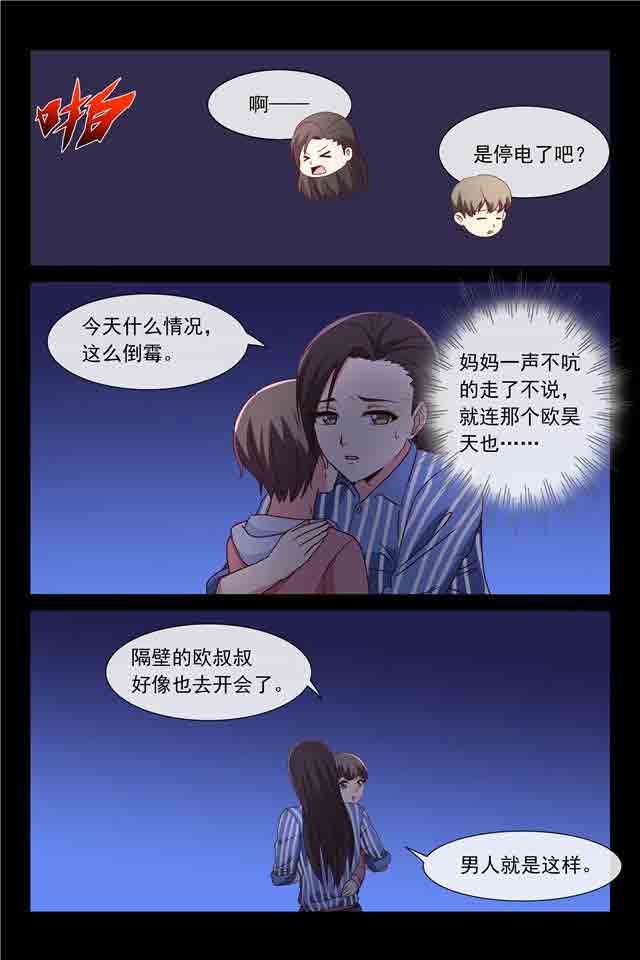 啪
啊——
是停电了吧？
今天什么情况，
这么倒霉。
妈妈一声不吭
的走了不说，
就连那个欧昊
天也……
隔壁的欧叔叔
好像也去开会了。
男人就是这样。